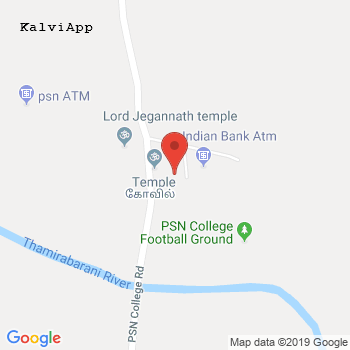 KalviApp
psn ATM
Lord Jegannath temple
Indian Bank Atm
Temple
கோவில்
PSN College
Football Ground
Thamirabarani River
PSN College Rd
Google
Map data ©2019 Google